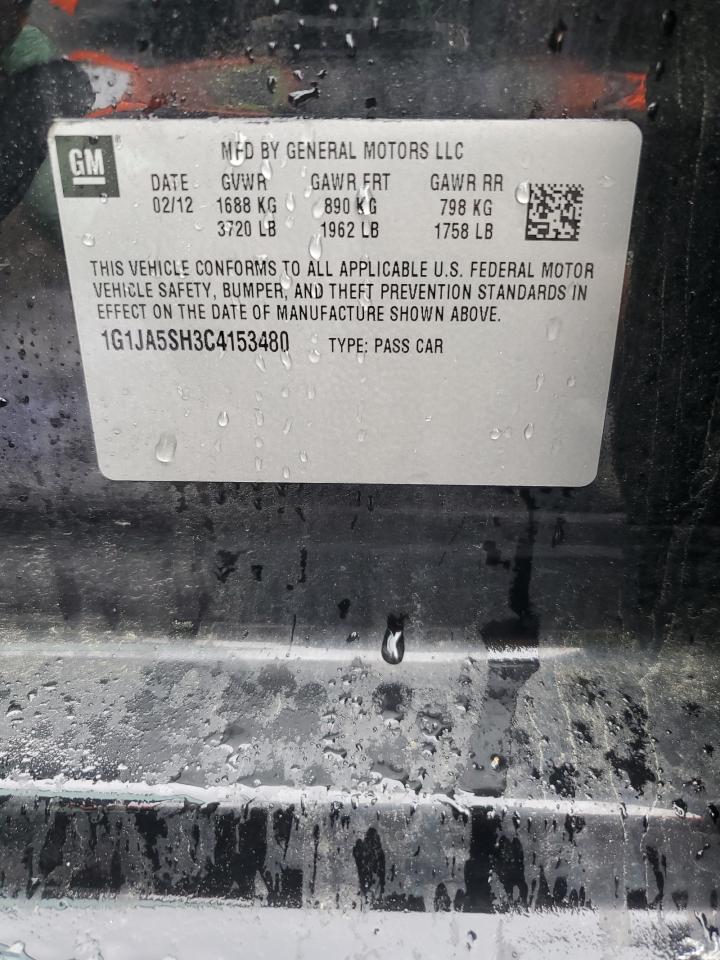 GM®
MFD BY GENERAL MOTORS LLC
DATE GVWR GAWR FRT GAWR RR
02/12 1688 KG 890 KG 798 KG
3720 LB 1962 LB 1758 LB
THIS VEHICLE CONFORMS TO ALL APPLICABLE U.S. FEDERAL MOTOR
VEHICLE SAFETY, BUMPER, AND THEFT PREVENTION STANDARDS IN
EFFECT ON THE DATE OF MANUFACTURE SHOWN ABOVE.
1G1JA5SH3C4153480 TYPE: PASS CAR